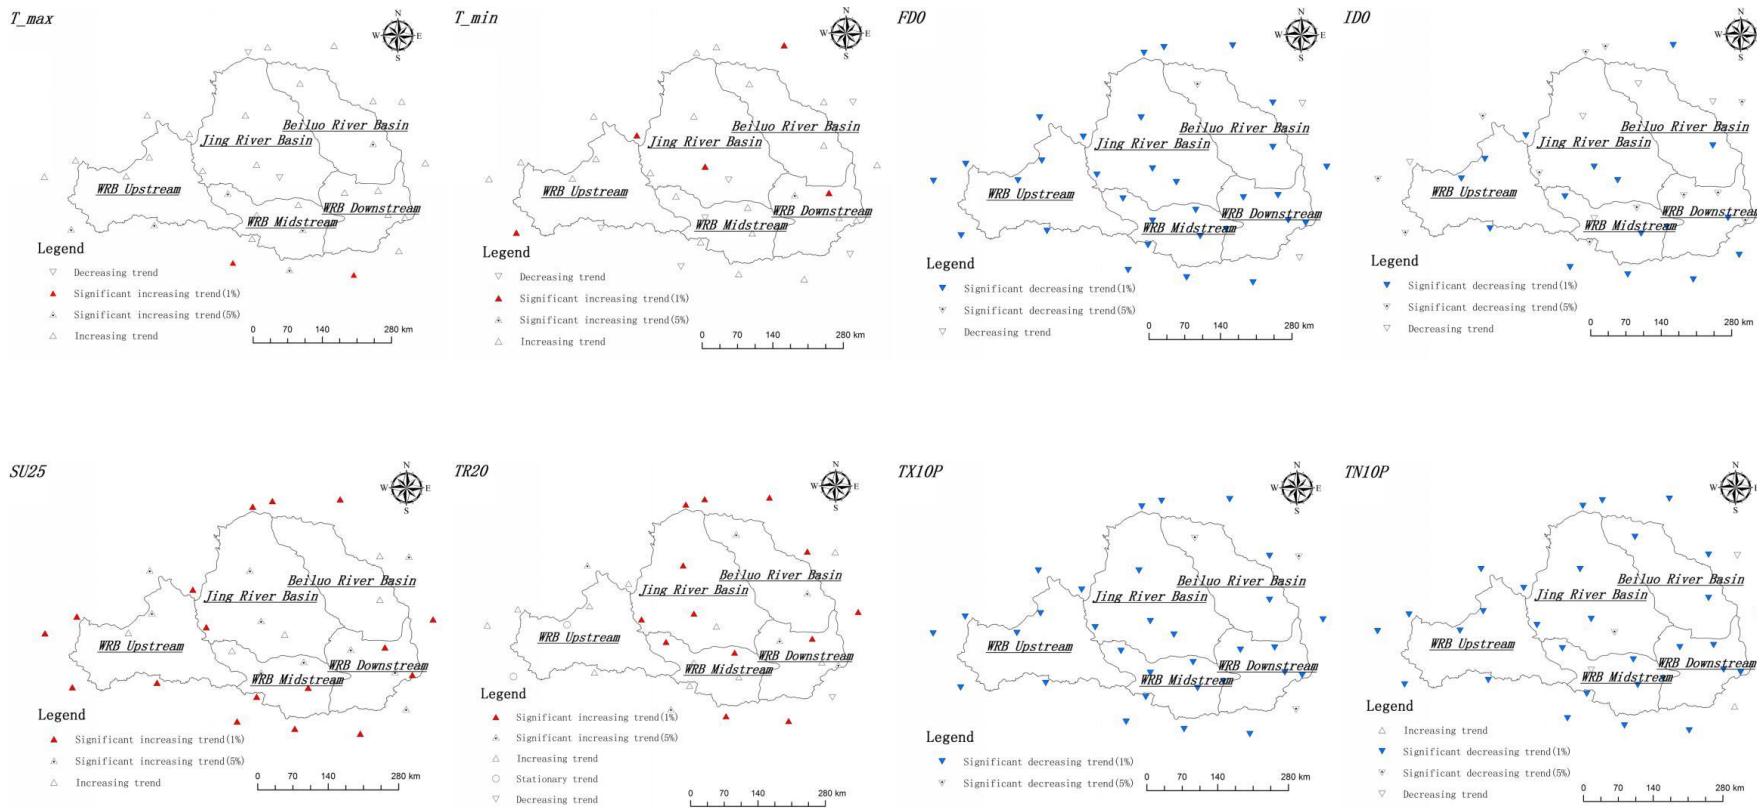 T_max
N
W E
S
Beiluo River Basin
Jing River Basin
WRB Upstream
WRB Downstream
WRB Midstream
Legend
Decreasing trend
Significant increasing trend(1%)
Significant increasing trend(5%)
Increasing trend
0 70 140 280 km
T_min
N
W E
S
Beiluo River Basin
Jing River Basin
WRB Upstream
WRB Downstream
WRB Midstream
Legend
Decreasing trend
Significant increasing trend(1%)
Significant increasing trend(5%)
Increasing trend
0 70 140 280 km
FD0
N
W E
S
Beiluo River Basin
Jing River Basin
WRB Upstream
WRB Downstream
WRB Midstream
Legend
Significant decreasing trend(1%)
Significant decreasing trend(5%)
Decreasing trend
0 70 140 280 km
ID0
N
W E
S
Beiluo River Basin
Jing River Basin
WRB Upstream
WRB Downstream
WRB Midstream
Legend
Significant decreasing trend(1%)
Significant decreasing trend(5%)
Decreasing trend
0 70 140 280 km
SU25
N
W E
S
Beiluo River Basin
Jing River Basin
WRB Upstream
WRB Downstream
WRB Midstream
Legend
Significant increasing trend(1%)
Significant increasing trend(5%)
Increasing trend
0 70 140 280 km
TR20
N
W E
S
Beiluo River Basin
Jing River Basin
WRB Upstream
WRB Downstream
WRB Midstream
Legend
Significant increasing trend(1%)
Significant increasing trend(5%)
Increasing trend
Stationary trend
Decreasing trend
0 70 140 280 km
TX10P
N
W E
S
Beiluo River Basin
Jing River Basin
WRB Upstream
WRB Downstream
WRB Midstream
Legend
Significant decreasing trend(1%)
Significant decreasing trend(5%)
0 70 140 280 km
TN10P
N
W E
S
Beiluo River Basin
Jing River Basin
WRB Upstream
WRB Downstream
WRB Midstream
Legend
Increasing trend
Significant decreasing trend(1%)
Significant decreasing trend(5%)
Decreasing trend
0 70 140 280 km